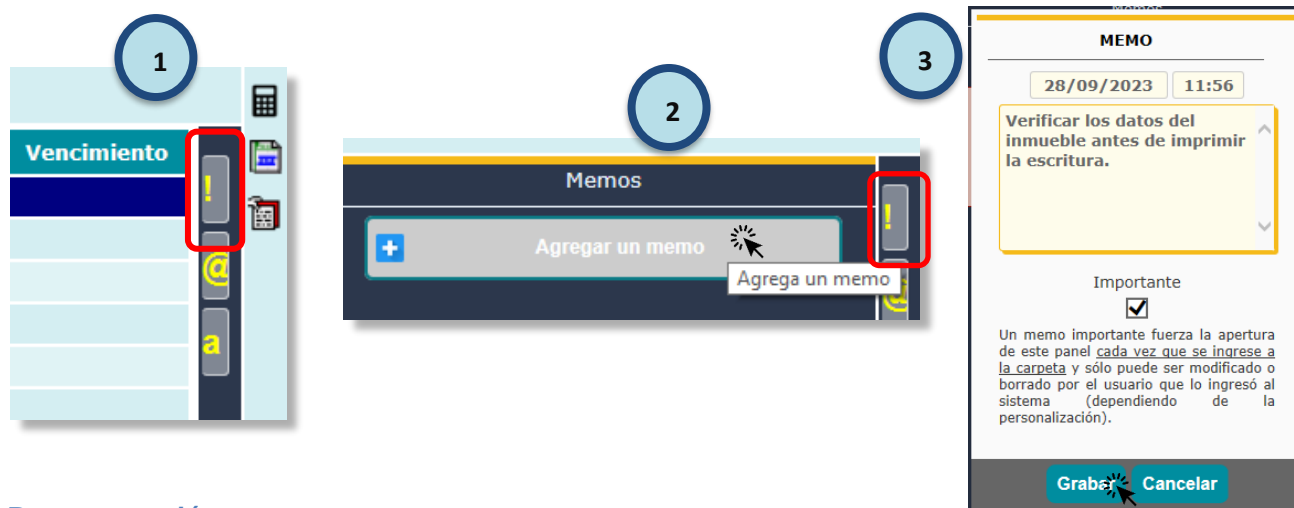 1
Vencimiento
!
@
a
2
Memos
Agregar un memo
Agrega un memo
!
@
3
Memos
MEMO
28/09/2023 11:56
Verificar los datos del
inmueble antes de imprimir
la escritura.
Importante
Un memo importante fuerza la apertura
de este panel cada vez que se ingrese a
la carpeta y sólo puede ser modificado o
borrado por el usuario que lo ingresó al
sistema (dependiendo de la
personalización).
Grabar Cancelar